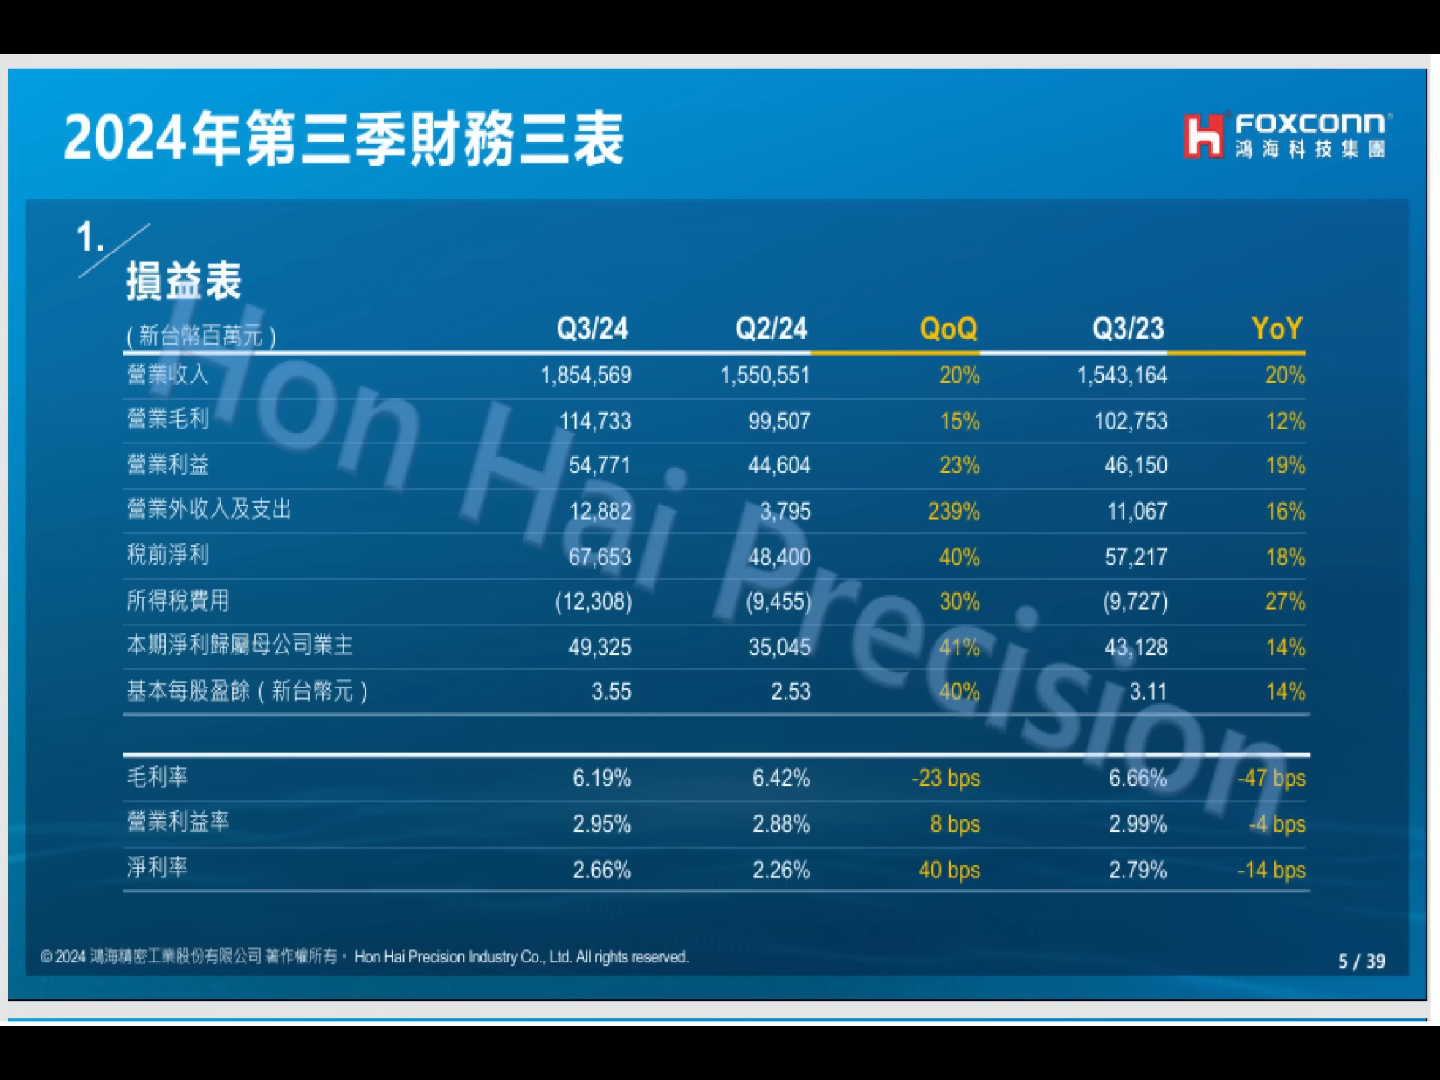 2024年第三季財務三表
FOXCONN®
鴻海科技集團
1.
損益表
(新台幣百萬元) Q3/24 Q2/24 QoQ Q3/23 YoY
營業收入 1,854,569 1,550,551 20% 1,543,164 20%
營業毛利 114,733 99,507 15% 102,753 12%
營業利益 54,771 44,604 23% 46,150 19%
營業外收入及支出 12,882 3,795 239% 11,067 16%
稅前淨利 67,653 48,400 40% 57,217 18%
所得稅費用 (12,308) (9,455) 30% (9,727) 27%
本期淨利歸屬母公司業主 49,325 35,045 41% 43,128 14%
基本每股盈餘(新台幣元) 3.55 2.53 40% 3.11 14%
毛利率 6.19% 6.42% -23 bps 6.66% -47 bps
營業利益率 2.95% 2.88% 8 bps 2.99% -4 bps
淨利率 2.66% 2.26% 40 bps 2.79% -14 bps
Hon Hai Precision
© 2024 鴻海精密工業股份有限公司 著作權所有。 Hon Hai Precision Industry Co., Ltd. All rights reserved.
5 / 39